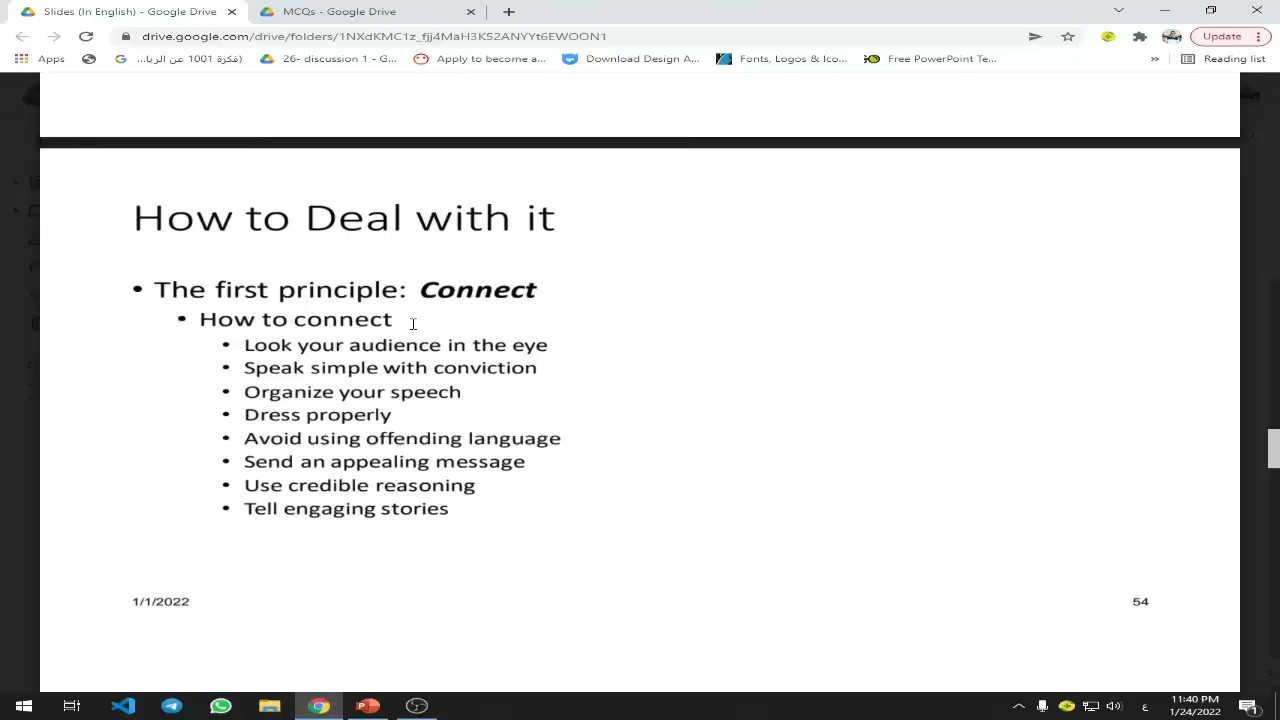 Slides (In English) - Google Drive
MCQs - Google Drive
drive.google.com/drive/folders/1NXdKMC1z_fjj4MaH3K52ANYYt6EWOON1
Update
Apps
فكرة 1001 عن الريا...)
26- discussion 1 - G...
Apply to become a...
Download Design A...
Fonts, Logos & Ico...
Free PowerPoint Te...
»
Reading list
How to Deal with it
• The first principle: Connect
• How to connect
• Look your audience in the eye
• Speak simple with conviction
• Organize your speech
• Dress properly
• Avoid using offending language
• Send an appealing message
• Use credible reasoning
• Tell engaging stories
1/1/2022
54
ع
11:40 PM
1/24/2022